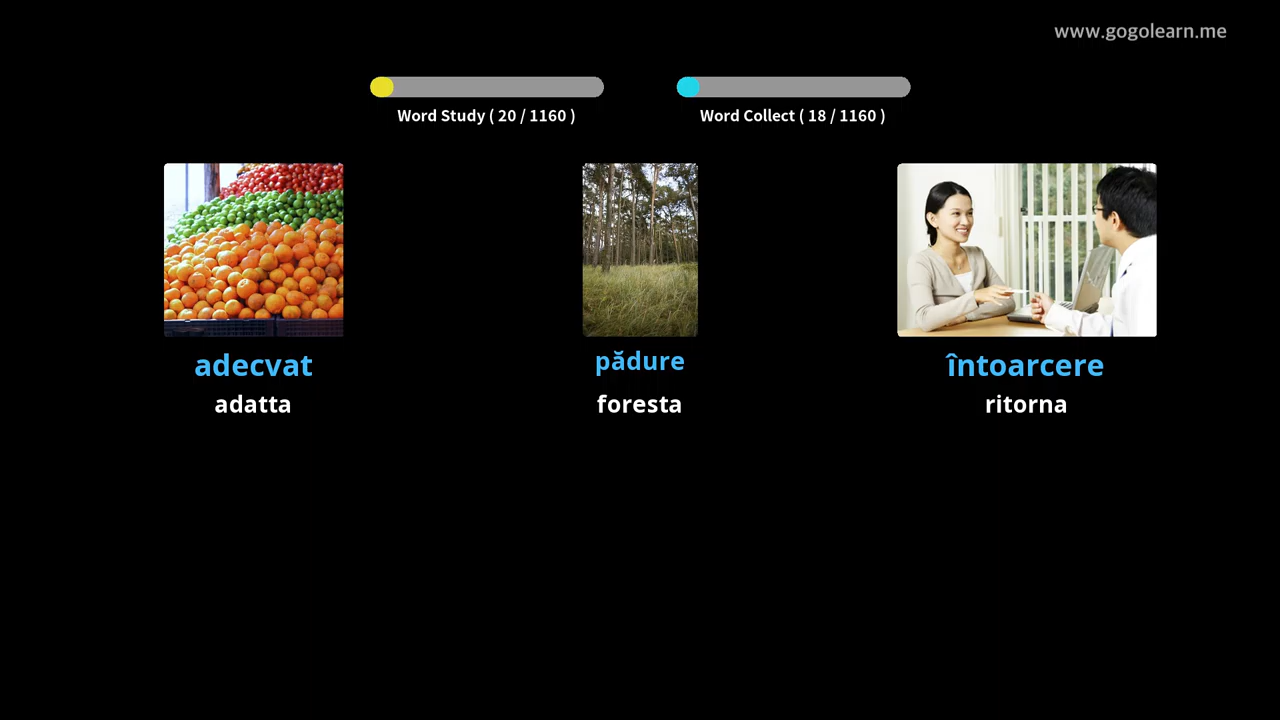 www.gogolearn.me
Word Study ( 20 / 1160 )
Word Collect ( 18 / 1160 )
adecvat
adatta
pădure
foresta
întoarcere
ritorna